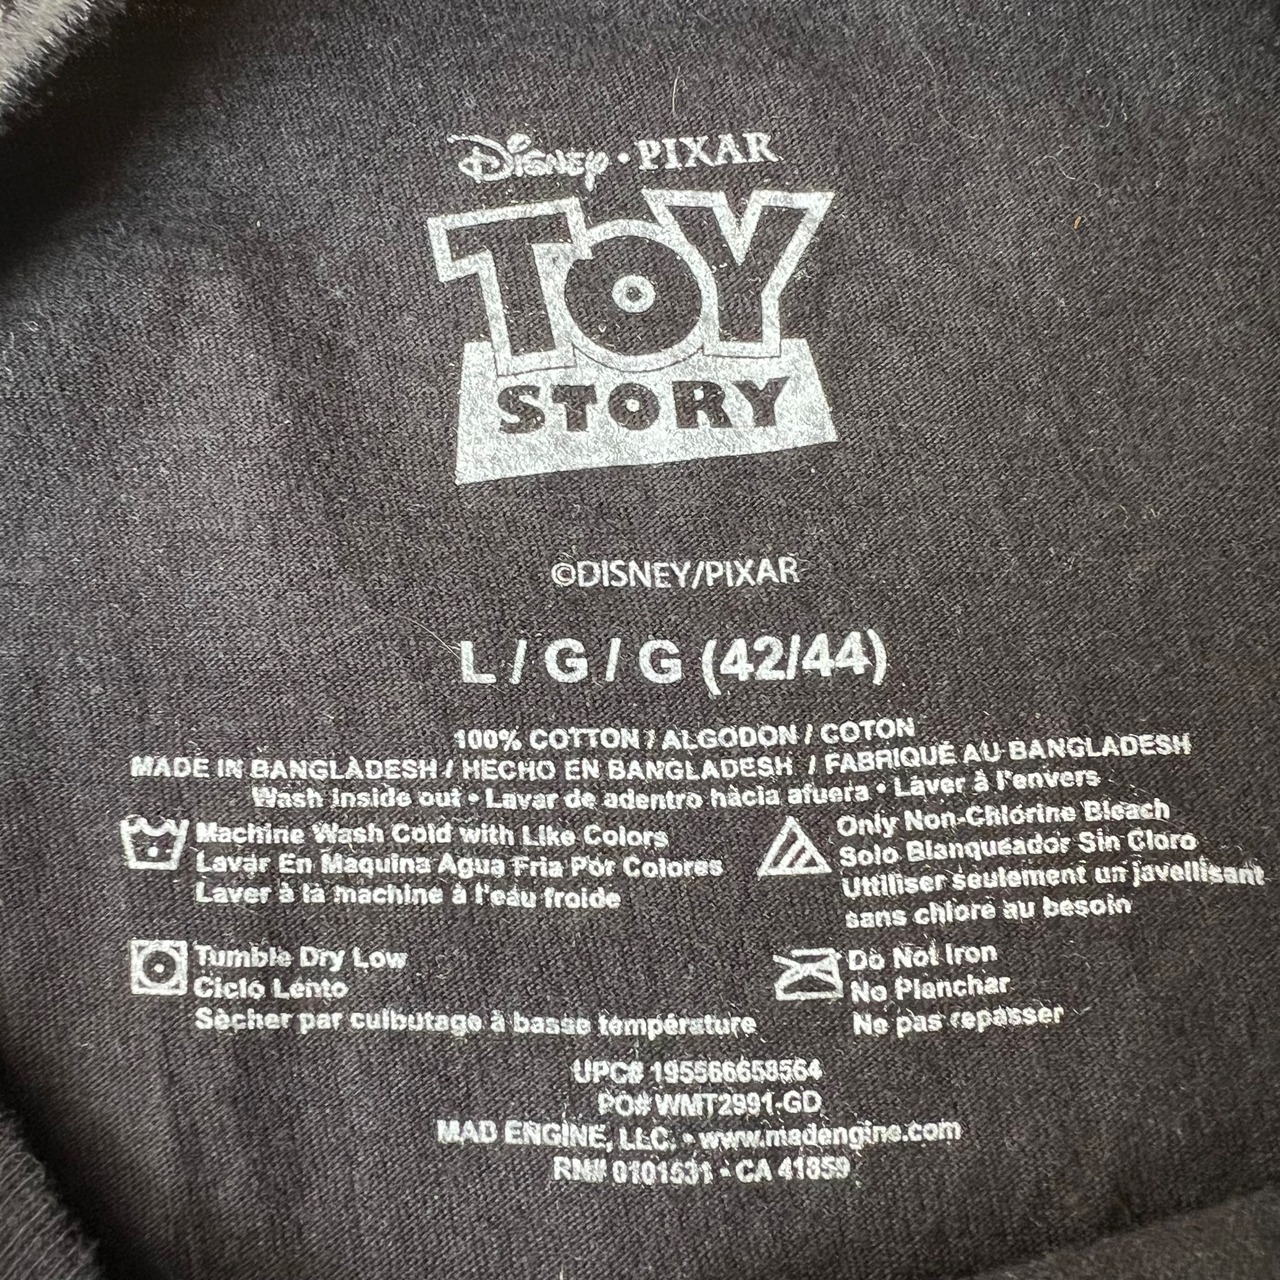 Disney · PIXAR
TOY
STORY
©DISNEY/PIXAR
L / G / G (42/44)
100% COTTON / ALGODON / COTON
MADE IN BANGLADESH / HECHO EN BANGLADESH / FABRIQUÉ AU BANGLADESH
Wash inside out • Lavar de adentro hacia afuera • Laver à l'envers
Machine Wash Cold with Like Colors
Lavar En Maquina Agua Fria Por Colores
Laver à la machine à l'eau froide
Only Non-Chlorine Bleach
Solo Blanqueador Sin Cloro
Uttiliser seulement un javellisant
sans chlore au besoin
Tumble Dry Low
Ciclo Lento
Sècher par culbutage à basse température
Do Not Iron
No Planchar
Ne pas repasser
UPC# 195566658564
PO# WMT2991-GD
MAD ENGINE, LLC. • www.madengine.com
RN# 0101531 - CA 41859